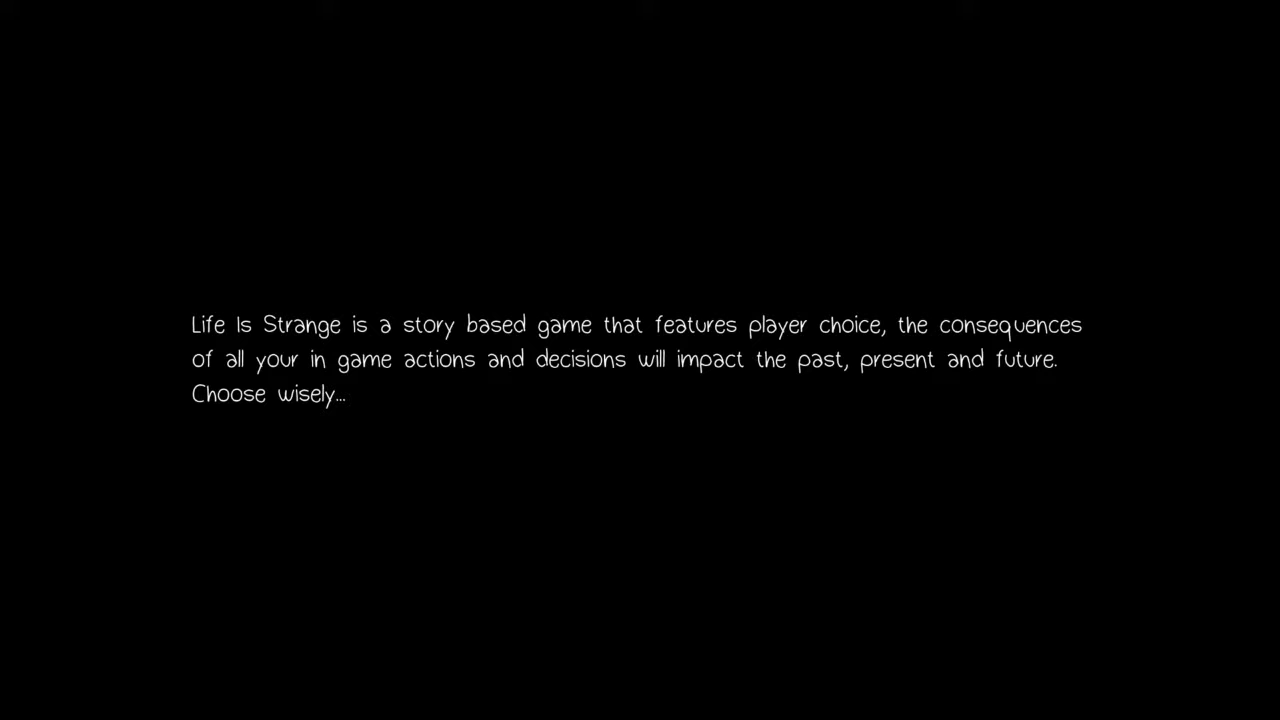 Life Is Strange is a story based game that features player choice, the consequences
of all your in game actions and decisions will impact the past, present and future.
Choose wisely...